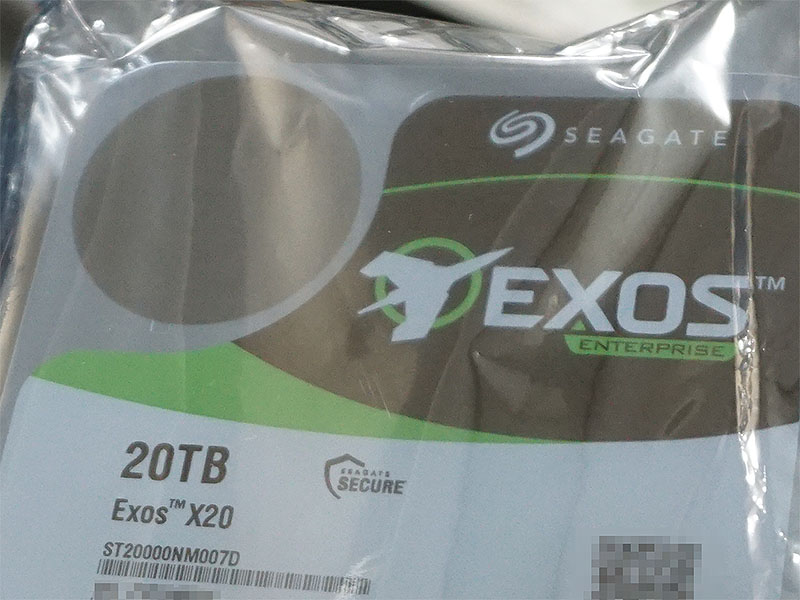 SEAGATE
EXOS™
ENTERPRISE
20TB
SEAGATE
SECURE
Exos™ X20
ST20000NM007D